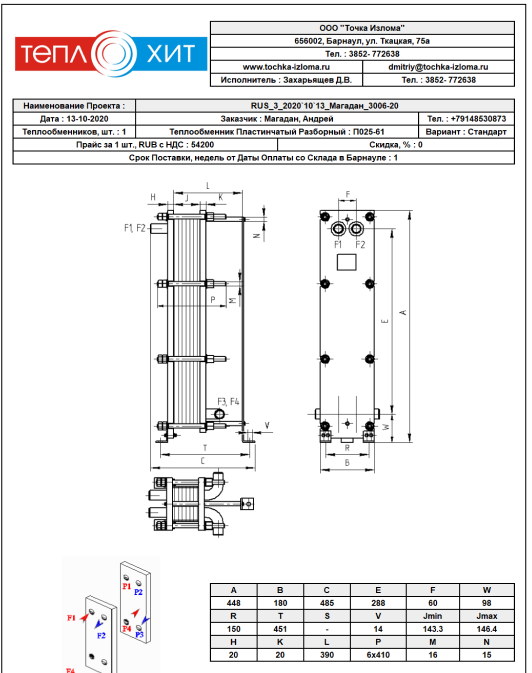 ТЕПЛ ХИТ
ООО "Точка Излома"
656002, Барнаул, ул. Ткацкая, 75а
Тел. : 3852- 772638
www.tochka-izloma.ru dmitriy@tochka-izloma.ru
Исполнитель : Захарьящев Д.В. Тел. : 3852- 772638
Наименование Проекта : RUS_3_2020`10`13_Магадан_3006-20
Дата : 13-10-2020 Заказчик : Магадан, Андрей Тел. : +79148530873
Теплообменников, шт. : 1 Теплообменник Пластинчатый Разборный : П025-61 Вариант : Стандарт
Прайс за 1 шт., RUB с НДС : 54200 Скидка, % : 0
Срок Поставки, недель от Даты Оплаты со Склада в Барнауле : 1
L
H J K
F1, F2
N
P
M
F3, F4
V
T
C
F
F1 F2
E
A
W
R
Б
F1
P2
F4
P3
F1
F2
F4
A B C E F W
448 180 485 288 60 98
R T S V Jmin Jmax
150 451 - 14 143.3 146.4
H K L P M N
20 20 390 6x410 16 15